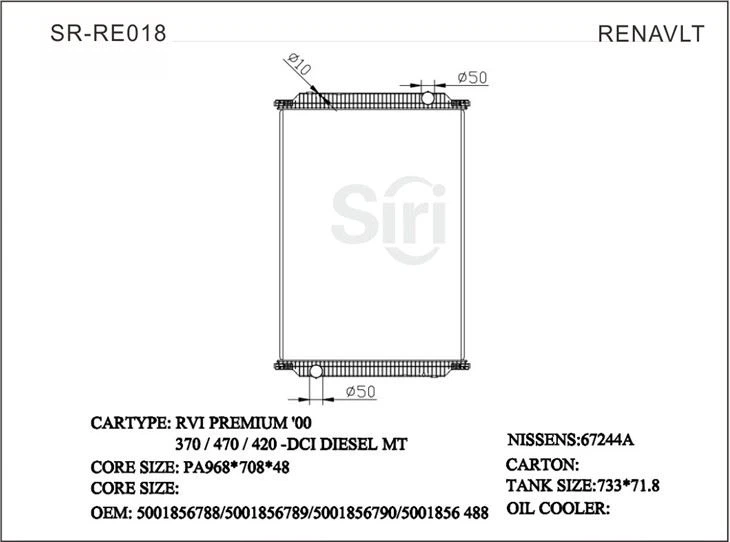 SR-RE018
RENAVLT
Ø10
Ø50
Siri
Ø50
CARTYPE: RVI PREMIUM '00
370 / 470 / 420 -DCI DIESEL MT
NISSENS:67244A
CORE SIZE: PA968*708*48
CARTON:
CORE SIZE:
TANK SIZE:733*71.8
OEM: 5001856788/5001856789/5001856790/5001856 488
OIL COOLER: